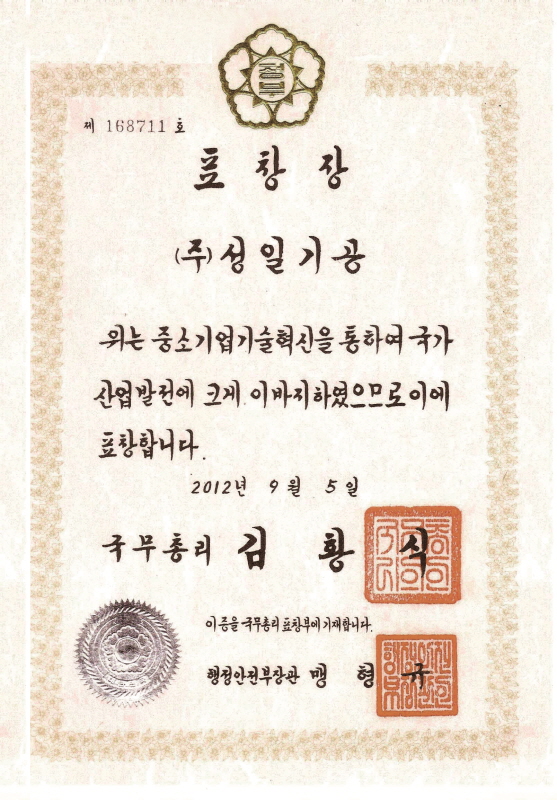 정부
제 168711 호
표창장
(주)성일기공
위는 중소기업기술혁신을 통하여 국가
산업발전에 크게 이바지하였으므로 이에
표창합니다.
2012년 9월 5일
국무총리 김황식
이 증을 국무총리 표창부에 기재합니다.
행정안전부장관 맹형규